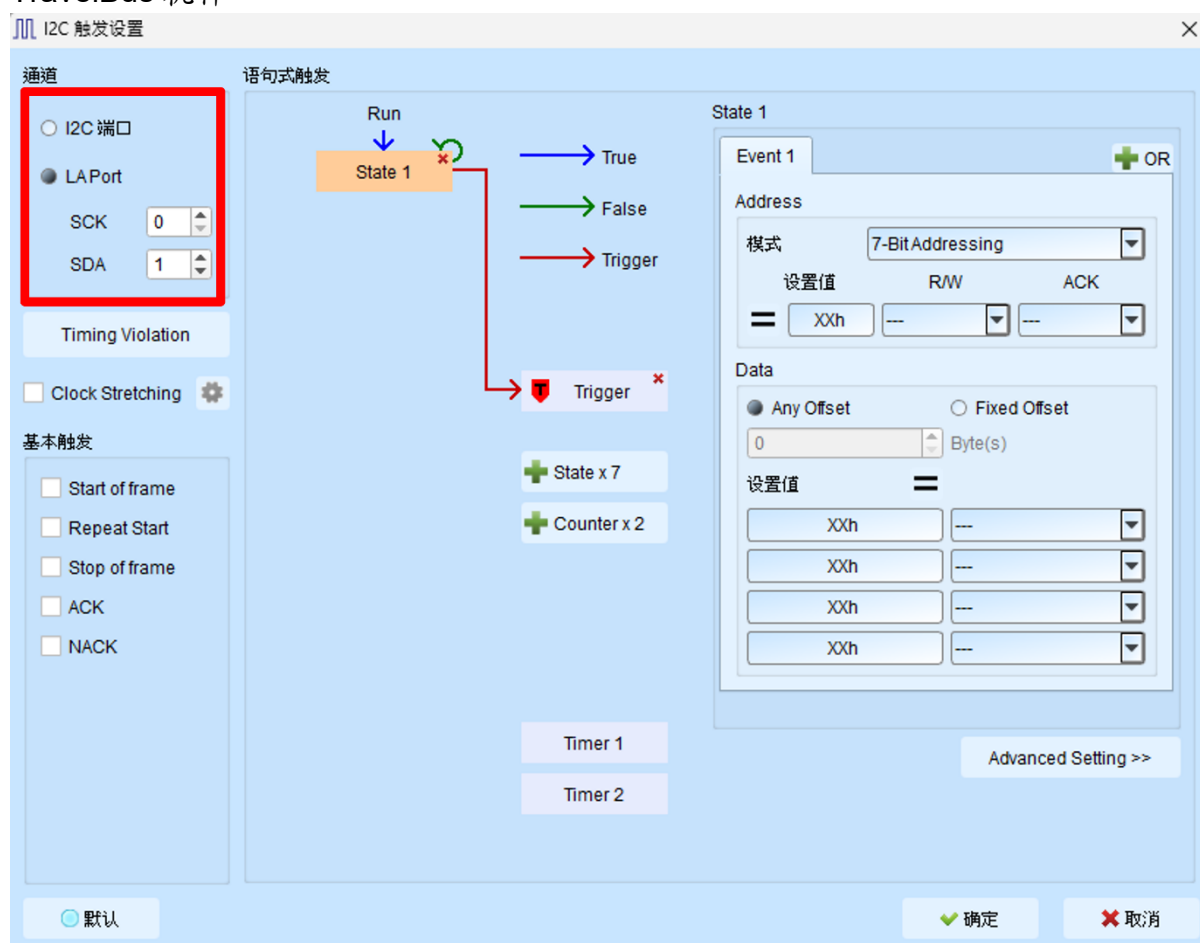 TravelBus 软件
I2C 触发设置
通道
I2C 端口
LA Port
SCK 0
SDA 1
Timing Violation
Clock Stretching
基本触发
Start of frame
Repeat Start
Stop of frame
ACK
NACK
语句式触发
Run
State 1
True
False
Trigger
T Trigger
State x 7
Counter x 2
Timer 1
Timer 2
State 1
Event 1 OR
Address
模式 7-Bit Addressing
设置值 R/W ACK
= XXh --- ---
Data
Any Offset Fixed Offset
0 Byte(s)
设置值 =
XXh ---
XXh ---
XXh ---
XXh ---
Advanced Setting >>
默认 确定 取消